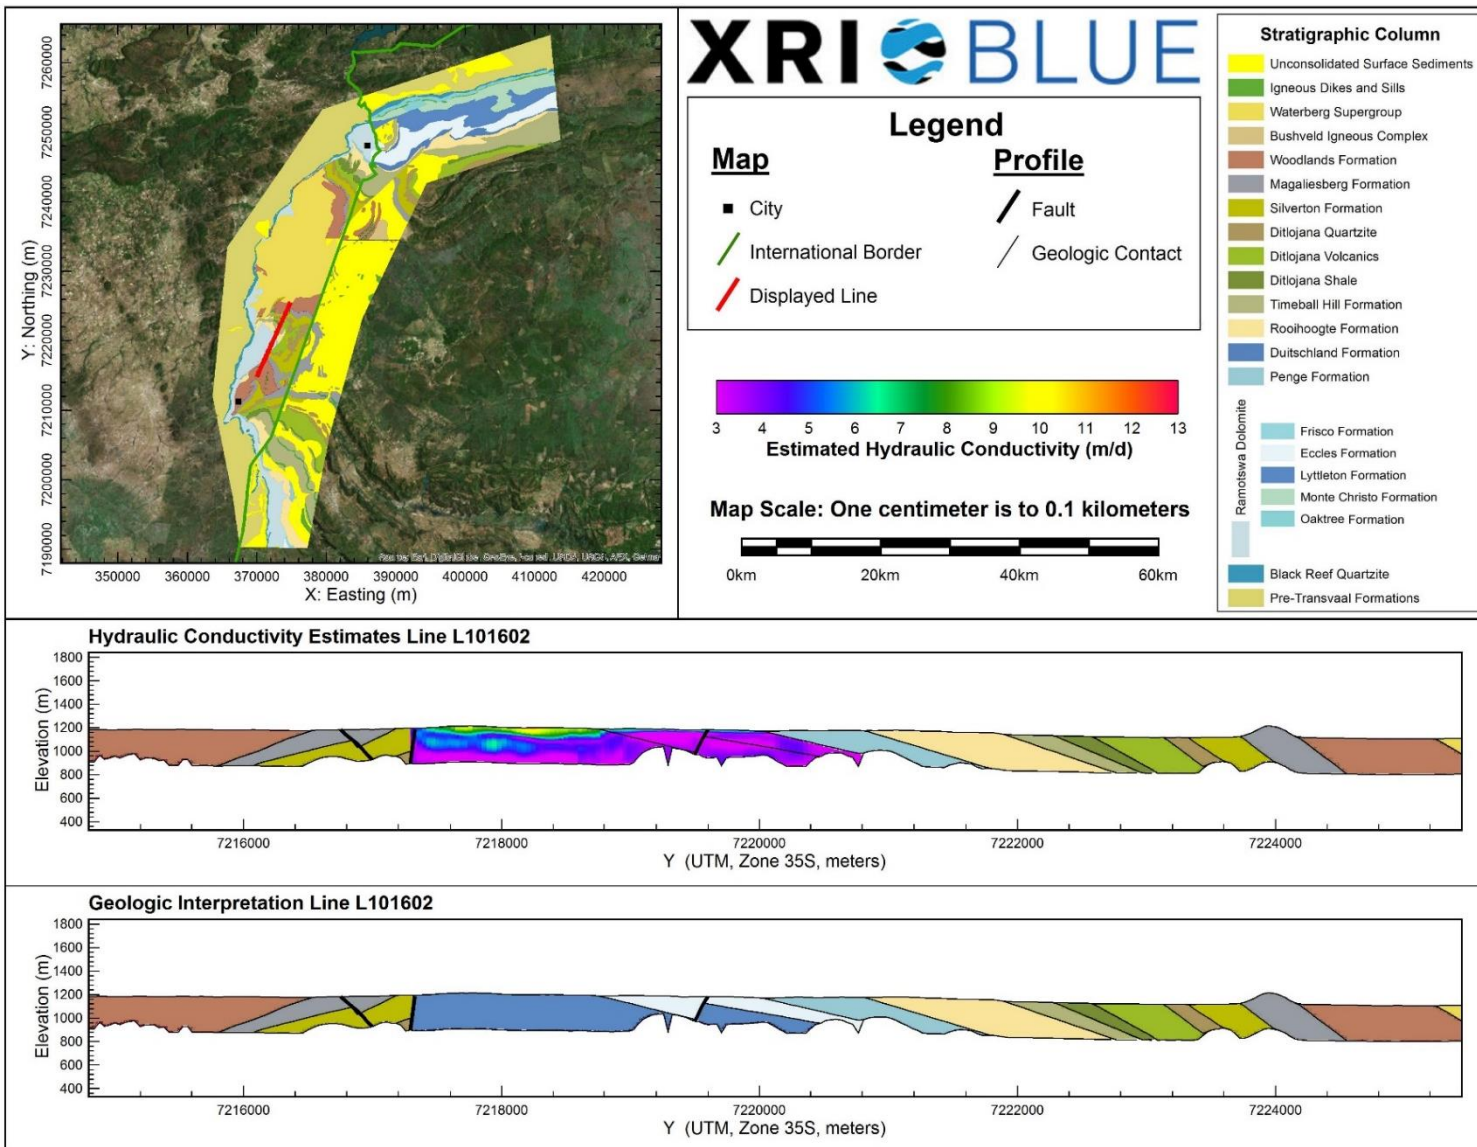 7260000
7250000
7240000
7230000
7220000
7210000
7200000
7190000
Y: Northing (m)
350000 360000 370000 380000 390000 400000 410000 420000
X: Easting (m)
XRI BLUE
Legend
Map
City
International Border
Displayed Line
Profile
Fault
Geologic Contact
3 4 5 6 7 8 9 10 11 12 13
Estimated Hydraulic Conductivity (m/d)
Map Scale: One centimeter is to 0.1 kilometers
0km 20km 40km 60km
Stratigraphic Column
Unconsolidated Surface Sediments
Igneous Dikes and Sills
Waterberg Supergroup
Bushveld Igneous Complex
Woodlands Formation
Magaliesberg Formation
Silverton Formation
Ditlojana Quartzite
Ditlojana Volcanics
Ditlojana Shale
Timeball Hill Formation
Rooihoogte Formation
Duitschland Formation
Penge Formation
Ramotswa Dolomite
Frisco Formation
Eccles Formation
Lyttleton Formation
Monte Christo Formation
Oaktree Formation
Black Reef Quartzite
Pre-Transvaal Formations
Hydraulic Conductivity Estimates Line L101602
1800
1600
1400
1200
1000
800
600
400
Elevation (m)
7216000 7218000 7220000 7222000 7224000
Y (UTM, Zone 35S, meters)
Geologic Interpretation Line L101602
1800
1600
1400
1200
1000
800
600
400
Elevation (m)
7216000 7218000 7220000 7222000 7224000
Y (UTM, Zone 35S, meters)